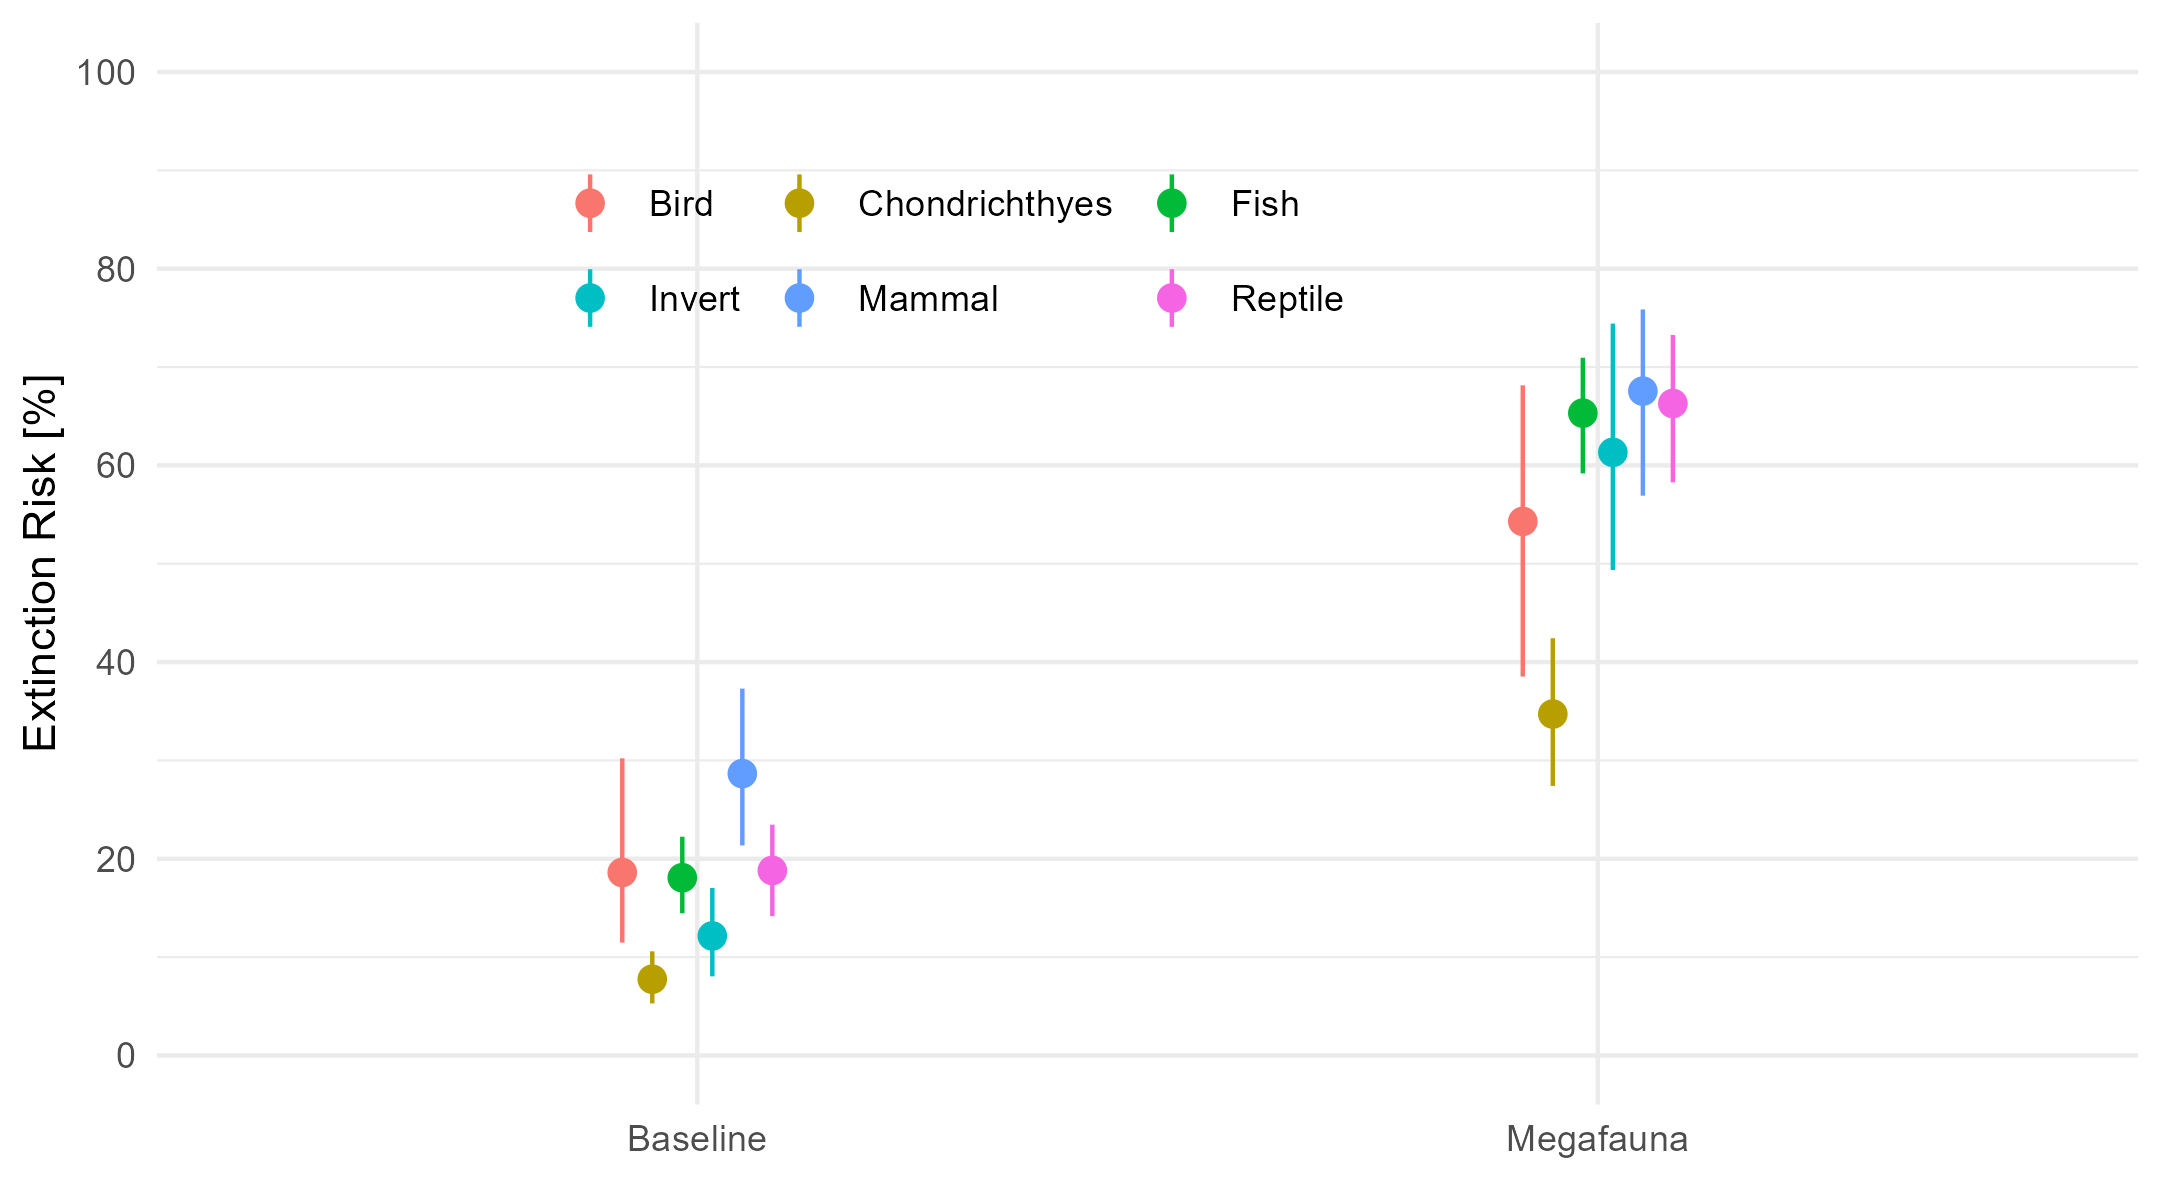 Extinction Risk [%]
100
80
60
40
20
0
Bird Chondrichthyes Fish
Invert Mammal Reptile
Baseline Megafauna